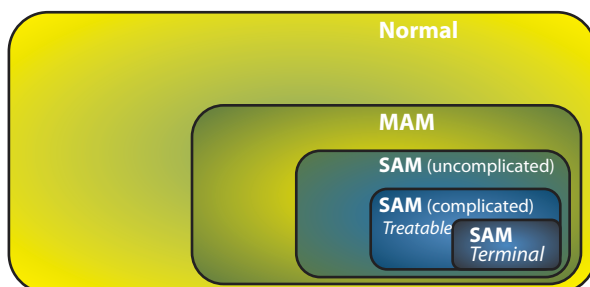 Normal
MAM
SAM (uncomplicated)
SAM (complicated)
Treatable
SAM
Terminal